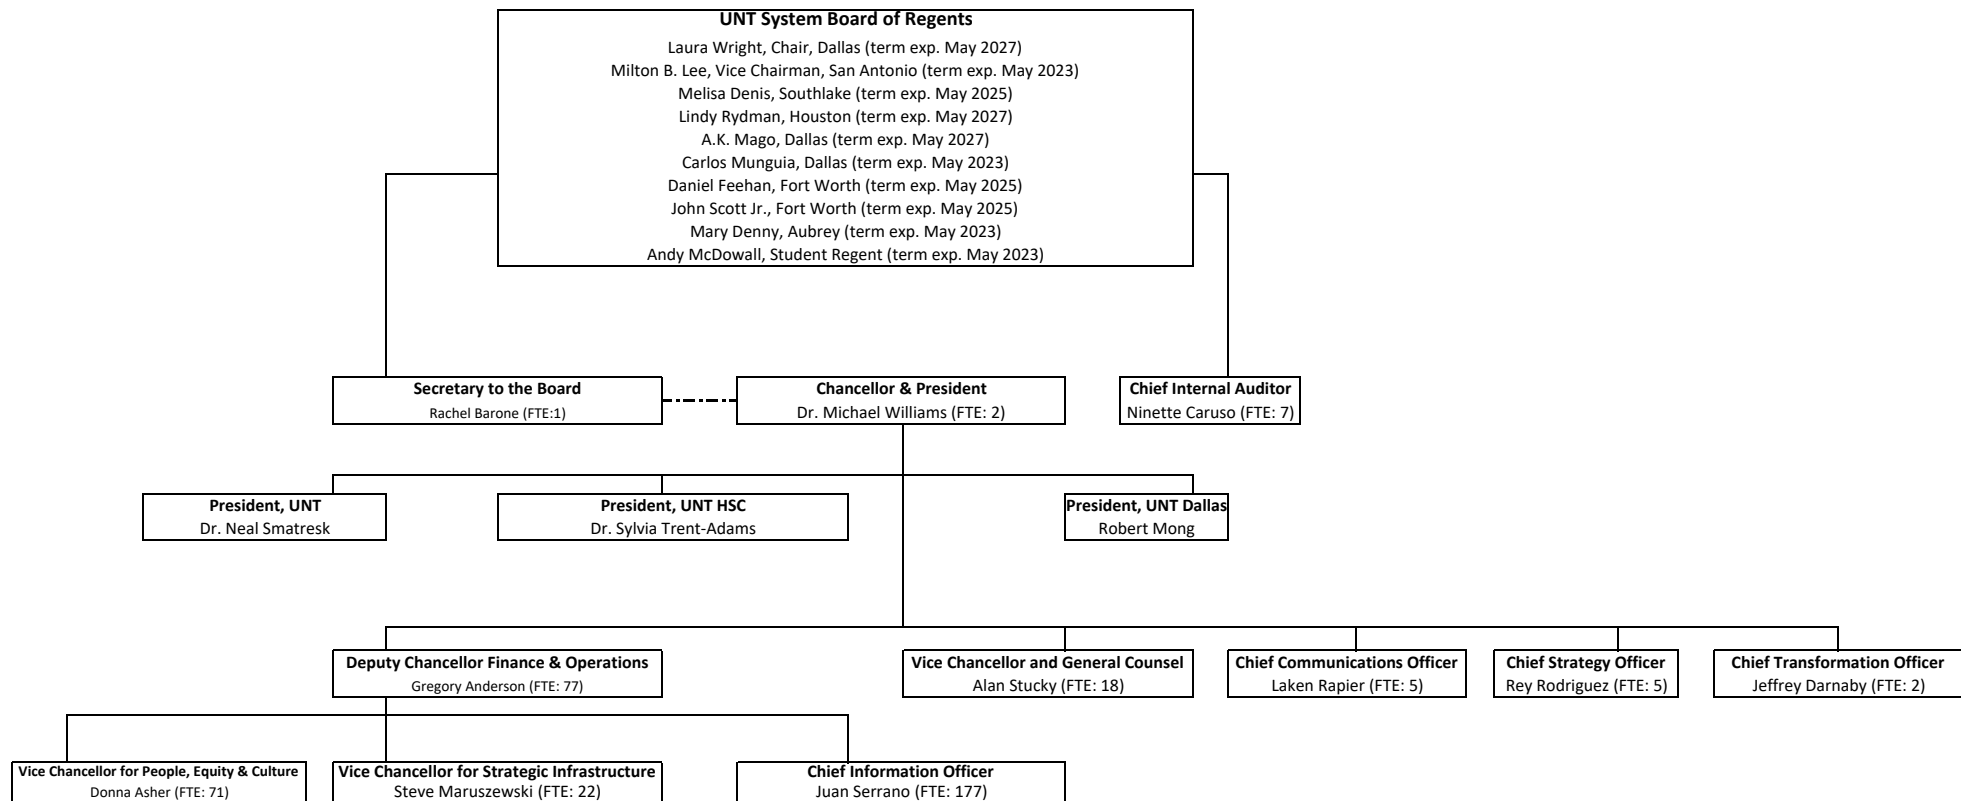 UNT System Board of Regents
Laura Wright, Chair, Dallas (term exp. May 2027)
Milton B. Lee, Vice Chairman, San Antonio (term exp. May 2023)
Melisa Denis, Southlake (term exp. May 2025)
Lindy Rydman, Houston (term exp. May 2027)
A.K. Mago, Dallas (term exp. May 2027)
Carlos Munguia, Dallas (term exp. May 2023)
Daniel Feehan, Fort Worth (term exp. May 2025)
John Scott Jr., Fort Worth (term exp. May 2025)
Mary Denny, Aubrey (term exp. May 2023)
Andy McDowall, Student Regent (term exp. May 2023)
Secretary to the Board
Rachel Barone (FTE:1)
Chancellor & President
Dr. Michael Williams (FTE: 2)
Chief Internal Auditor
Ninette Caruso (FTE: 7)
President, UNT
Dr. Neal Smatresk
President, UNT HSC
Dr. Sylvia Trent-Adams
President, UNT Dallas
Robert Mong
Deputy Chancellor Finance & Operations
Gregory Anderson (FTE: 77)
Vice Chancellor and General Counsel
Alan Stucky (FTE: 18)
Chief Communications Officer
Laken Rapier (FTE: 5)
Chief Strategy Officer
Rey Rodriguez (FTE: 5)
Chief Transformation Officer
Jeffrey Darnaby (FTE: 2)
Vice Chancellor for People, Equity & Culture
Donna Asher (FTE: 71)
Vice Chancellor for Strategic Infrastructure
Steve Maruszewski (FTE: 22)
Chief Information Officer
Juan Serrano (FTE: 177)